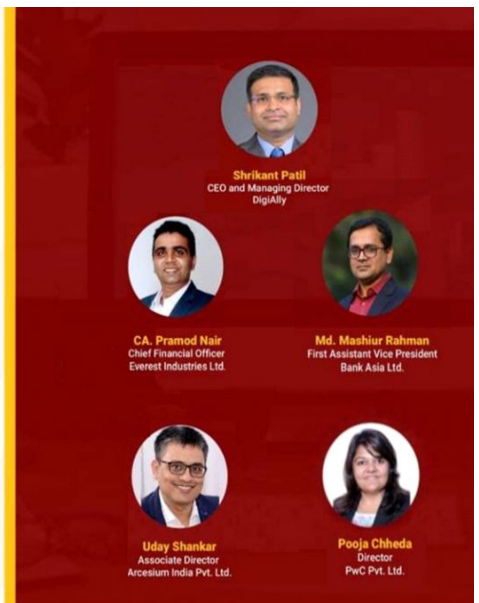 Shrikant Patil
CEO and Managing Director
DigiAlly
CA. Pramod Nair
Chief Financial Officer
Everest Industries Ltd.
Md. Mashiur Rahman
First Assistant Vice President
Bank Asia Ltd.
Uday Shankar
Associate Director
Arcesium India Pvt. Ltd.
Pooja Chheda
Director
PwC Pvt. Ltd.